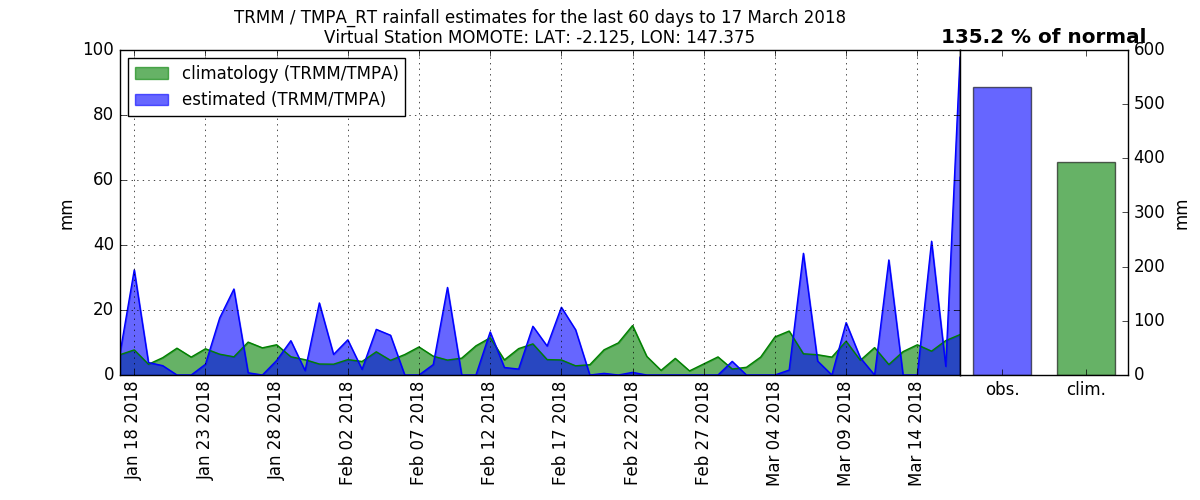 TRMM / TMPA_RT rainfall estimates for the last 60 days to 17 March 2018
Virtual Station MOMOTE: LAT: -2.125, LON: 147.375
135.2 % of normal
climatology (TRMM/TMPA)
estimated (TRMM/TMPA)
100
80
60
40
20
0
mm
600
500
400
300
200
100
0
mm
Jan 18 2018
Jan 23 2018
Jan 28 2018
Feb 02 2018
Feb 07 2018
Feb 12 2018
Feb 17 2018
Feb 22 2018
Feb 27 2018
Mar 04 2018
Mar 09 2018
Mar 14 2018
obs.
clim.